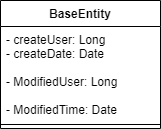 BaseEntity
- createUser: Long
- createDate: Date
- ModifiedUser: Long
- ModifiedTime: Date